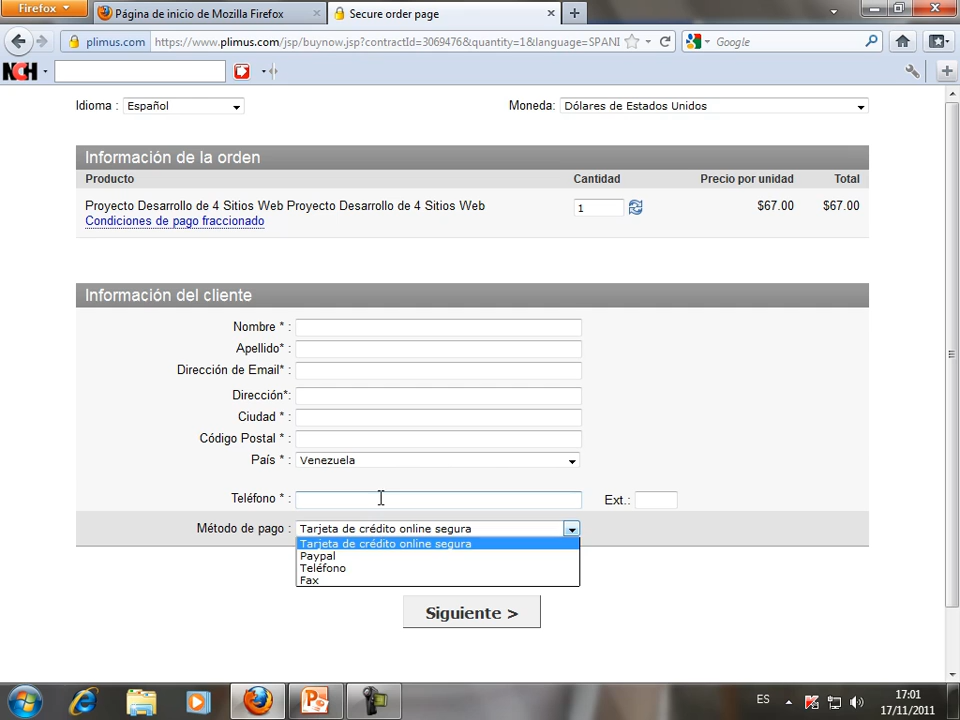 Firefox
Página de inicio de Mozilla Firefox
Secure order page
plimus.com
https://www.plimus.com/jsp/buynow.jsp?contractId=3069476&quantity=1&language=SPANI
Google
NCH
Idioma : Español
Moneda: Dólares de Estados Unidos
Información de la orden
Producto Cantidad Precio por unidad Total
Proyecto Desarrollo de 4 Sitios Web Proyecto Desarrollo de 4 Sitios Web 1 $67.00 $67.00
Condiciones de pago fraccionado
Información del cliente
Nombre * :
Apellido* :
Dirección de Email* :
Dirección*:
Ciudad * :
Código Postal * :
País * : Venezuela
Teléfono * : Ext.:
Método de pago : Tarjeta de crédito online segura
Tarjeta de crédito online segura
Paypal
Teléfono
Fax
Siguiente >
ES
17:01
17/11/2011